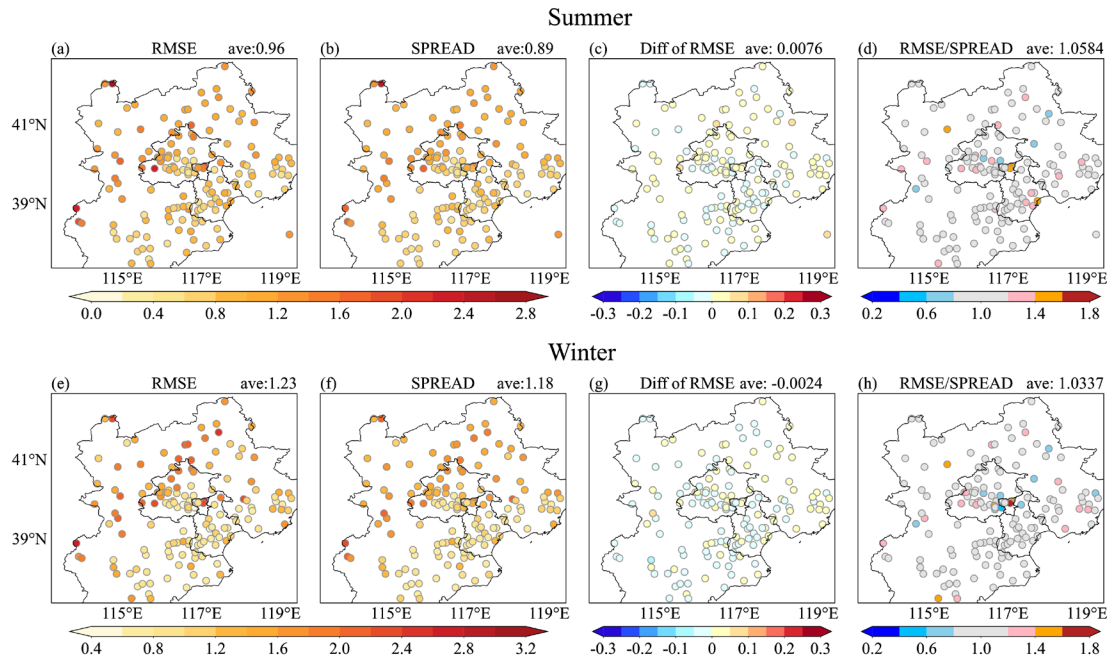 Summer
(a) RMSE ave:0.96
(b) SPREAD ave:0.89
(c) Diff of RMSE ave: 0.0076
(d) RMSE/SPREAD ave: 1.0584
41°N
39°N
115°E 117°E 119°E
115°E 117°E 119°E
115°E 117°E 119°E
115°E 117°E 119°E
0.0 0.4 0.8 1.2 1.6 2.0 2.4 2.8
-0.3 -0.2 -0.1 0 0.1 0.2 0.3
0.2 0.6 1.0 1.4 1.8
Winter
(e) RMSE ave:1.23
(f) SPREAD ave:1.18
(g) Diff of RMSE ave: -0.0024
(h) RMSE/SPREAD ave: 1.0337
41°N
39°N
115°E 117°E 119°E
115°E 117°E 119°E
115°E 117°E 119°E
115°E 117°E 119°E
0.4 0.8 1.2 1.6 2.0 2.4 2.8 3.2
-0.3 -0.2 -0.1 0 0.1 0.2 0.3
0.2 0.6 1.0 1.4 1.8